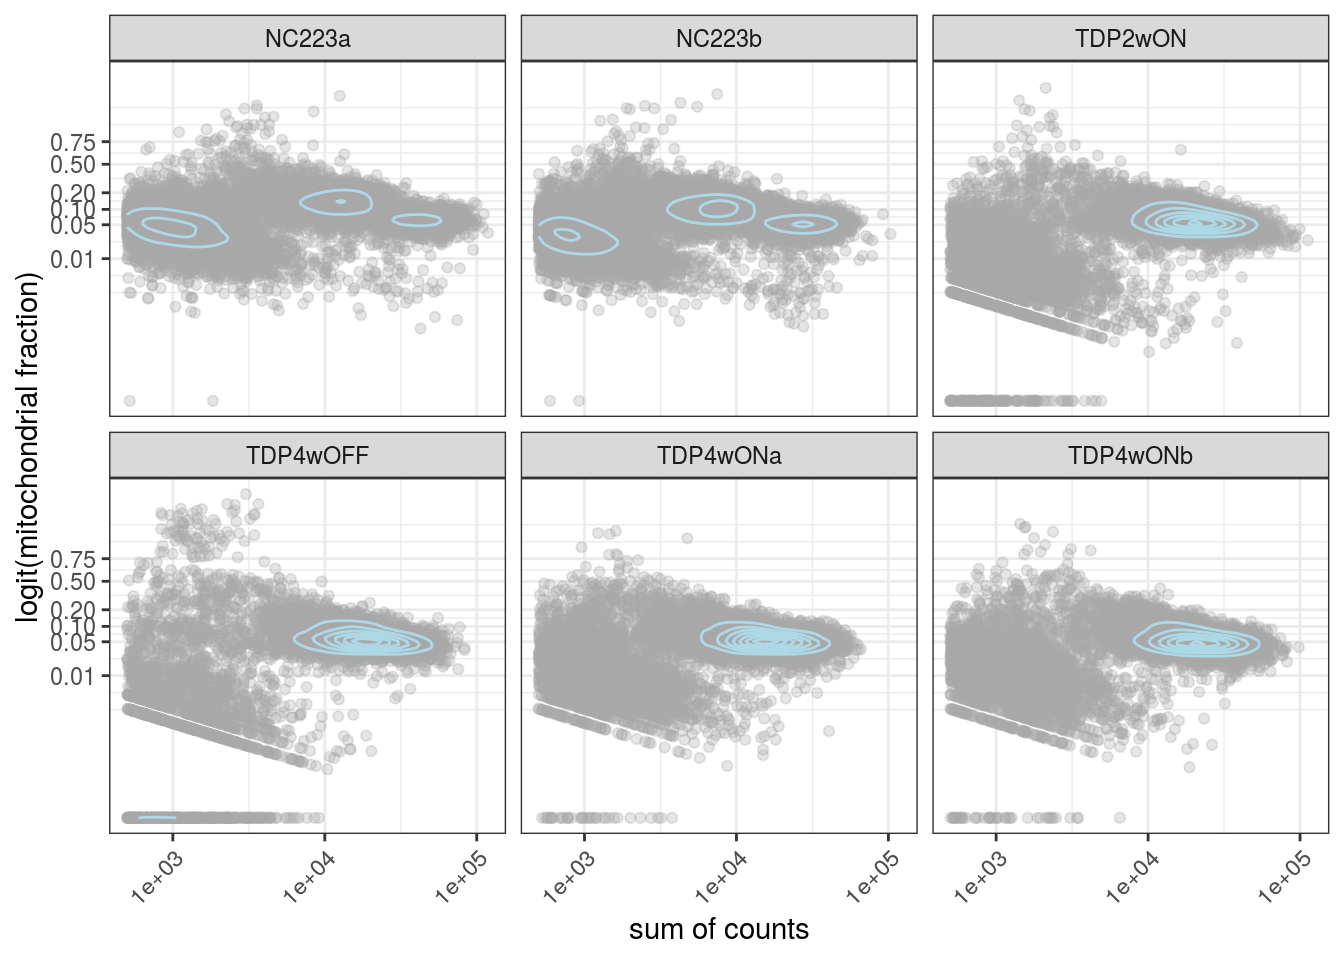 NC223a NC223b TDP2wON
0.75
0.50
0.20
0.10
0.05
0.01
TDP4wOFF TDP4wONa TDP4wONb
0.75
0.50
0.20
0.10
0.05
0.01
logit(mitochondrial fraction)
1e+03 1e+04 1e+05 1e+03 1e+04 1e+05 1e+03 1e+04 1e+05
sum of counts